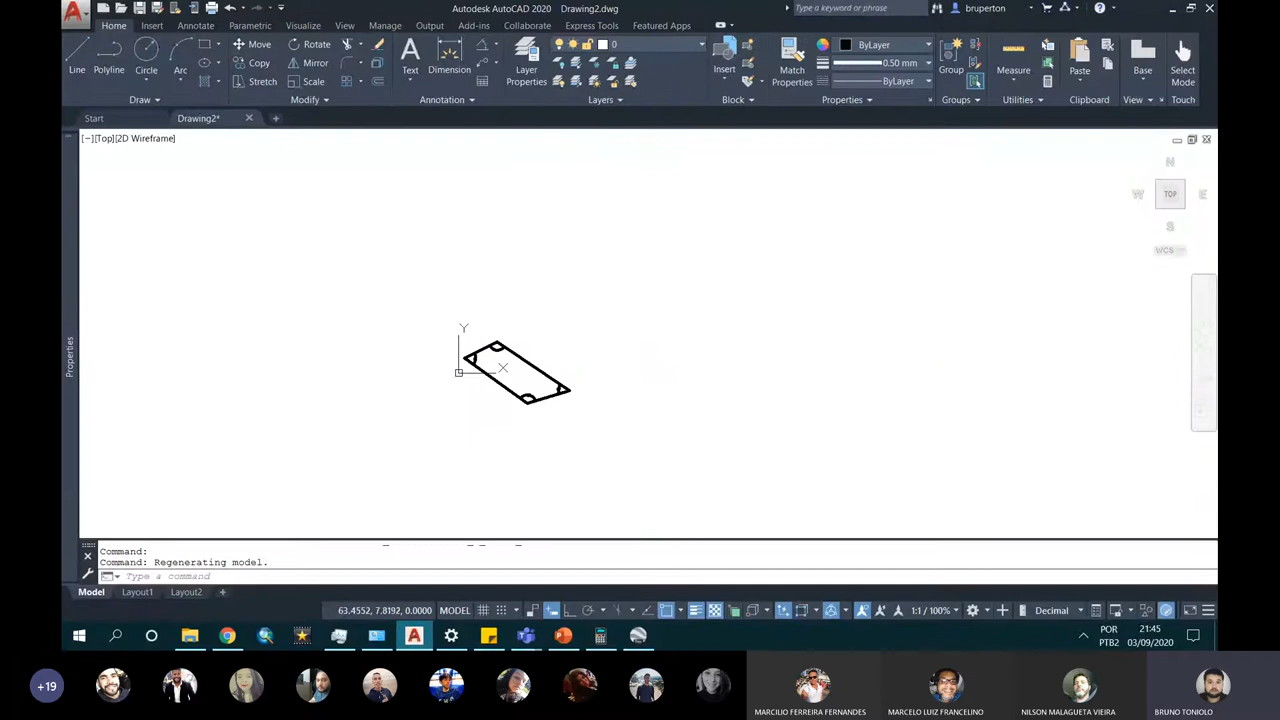 Autodesk AutoCAD 2020 Drawing2.dwg
Type a keyword or phrase
bruperton
Home Insert Annotate Parametric View Manage Output Add-ins Collaborate Express Tools Featured Apps
Line Polyline Circle Arc
Move Rotate
Copy Mirror
Stretch Scale
Text Dimension
Layer Properties
0
Insert
Match Properties
ByLayer
0.50 mm
ByLayer
Group
Measure
Paste
Base
Select Mode
Draw Modify Annotation Layers Block Properties Groups Utilities Clipboard View Touch
Start Drawing2*
[−][Top][2D Wireframe]
N
W TOP E
S
WCS
Y
X
Properties
Command:
Command: Regenerating model.
Type a command
Model Layout1 Layout2
63.4552, 7.8192, 0.0000 MODEL 1:1 / 100% Decimal
POR
PTB2
21:45
03/09/2020
+19
MARCILIO FERREIRA FERNANDES MARCELO LUIZ FRANCELINO NILSON MALAGUETA VIEIRA BRUNO TONIOLO